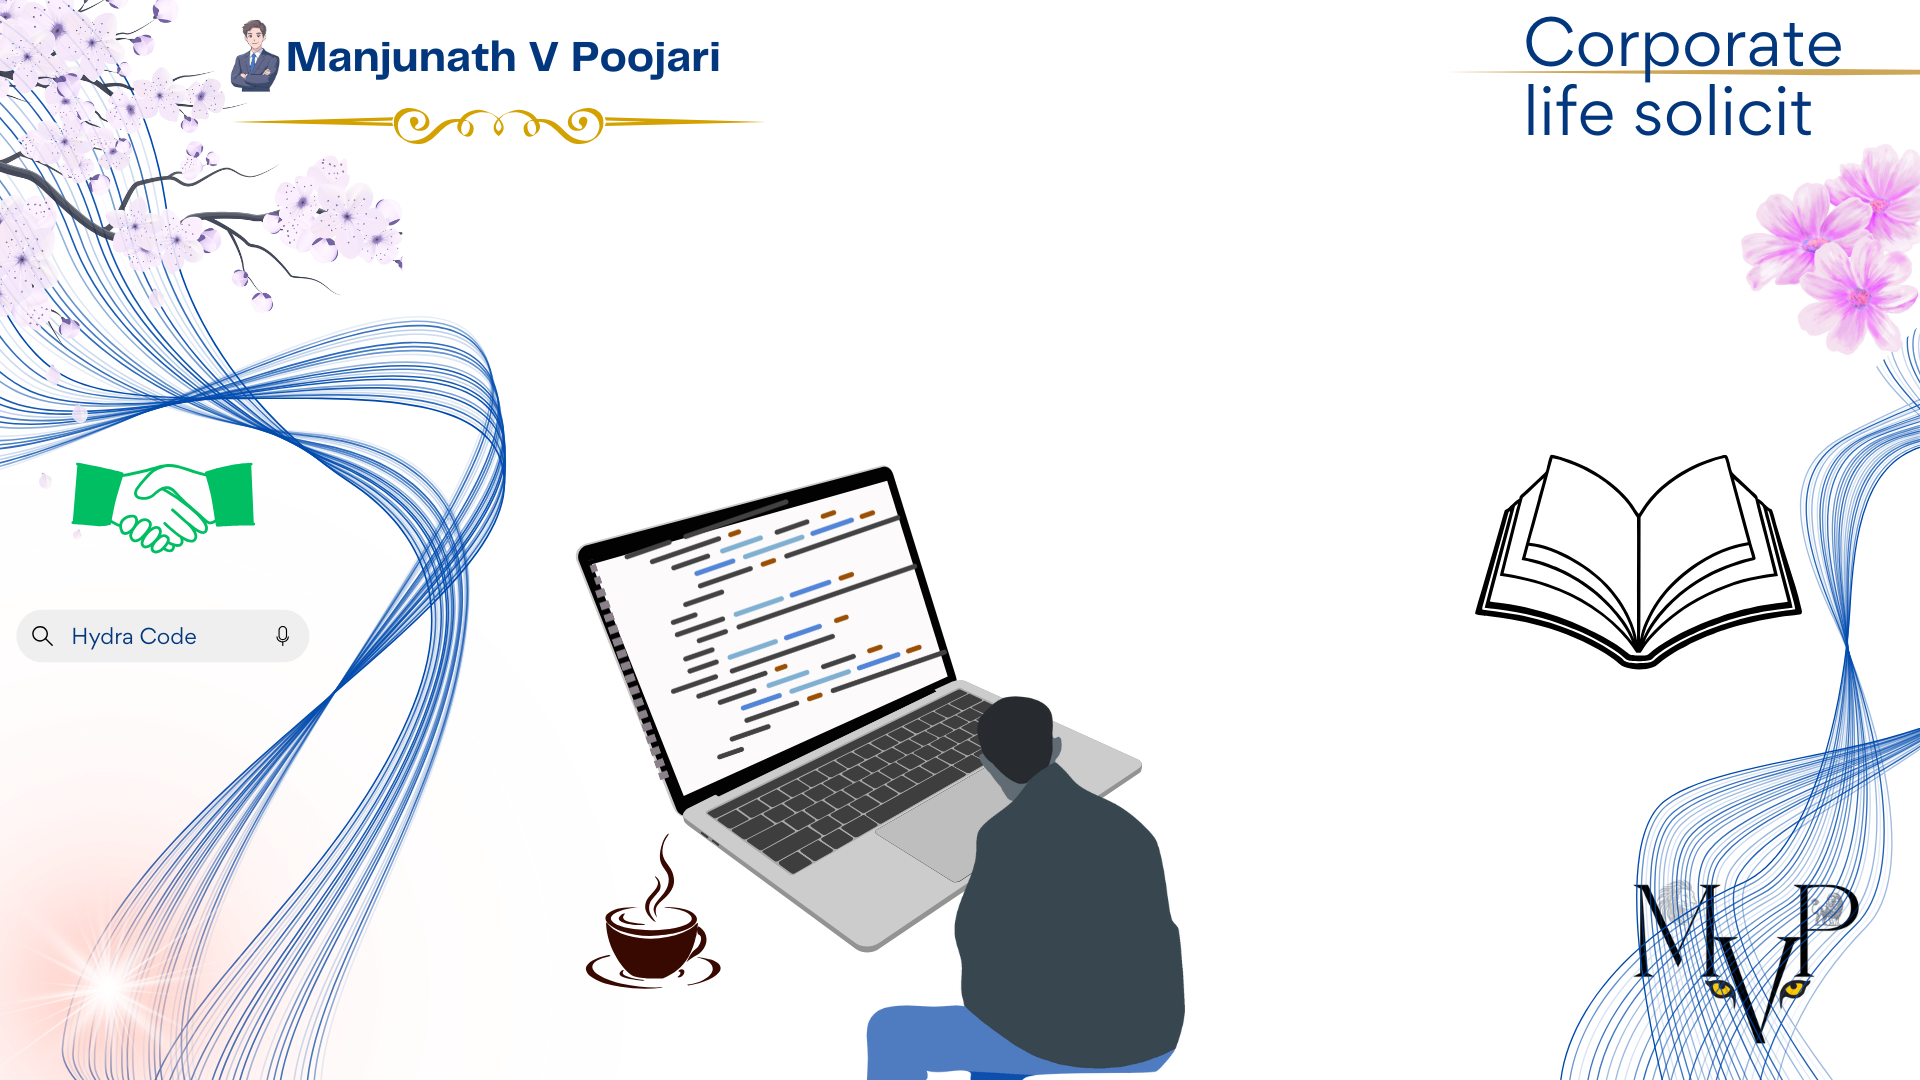 Manjunath V Poojari
Corporate
life solicit
Hydra Code
MVP